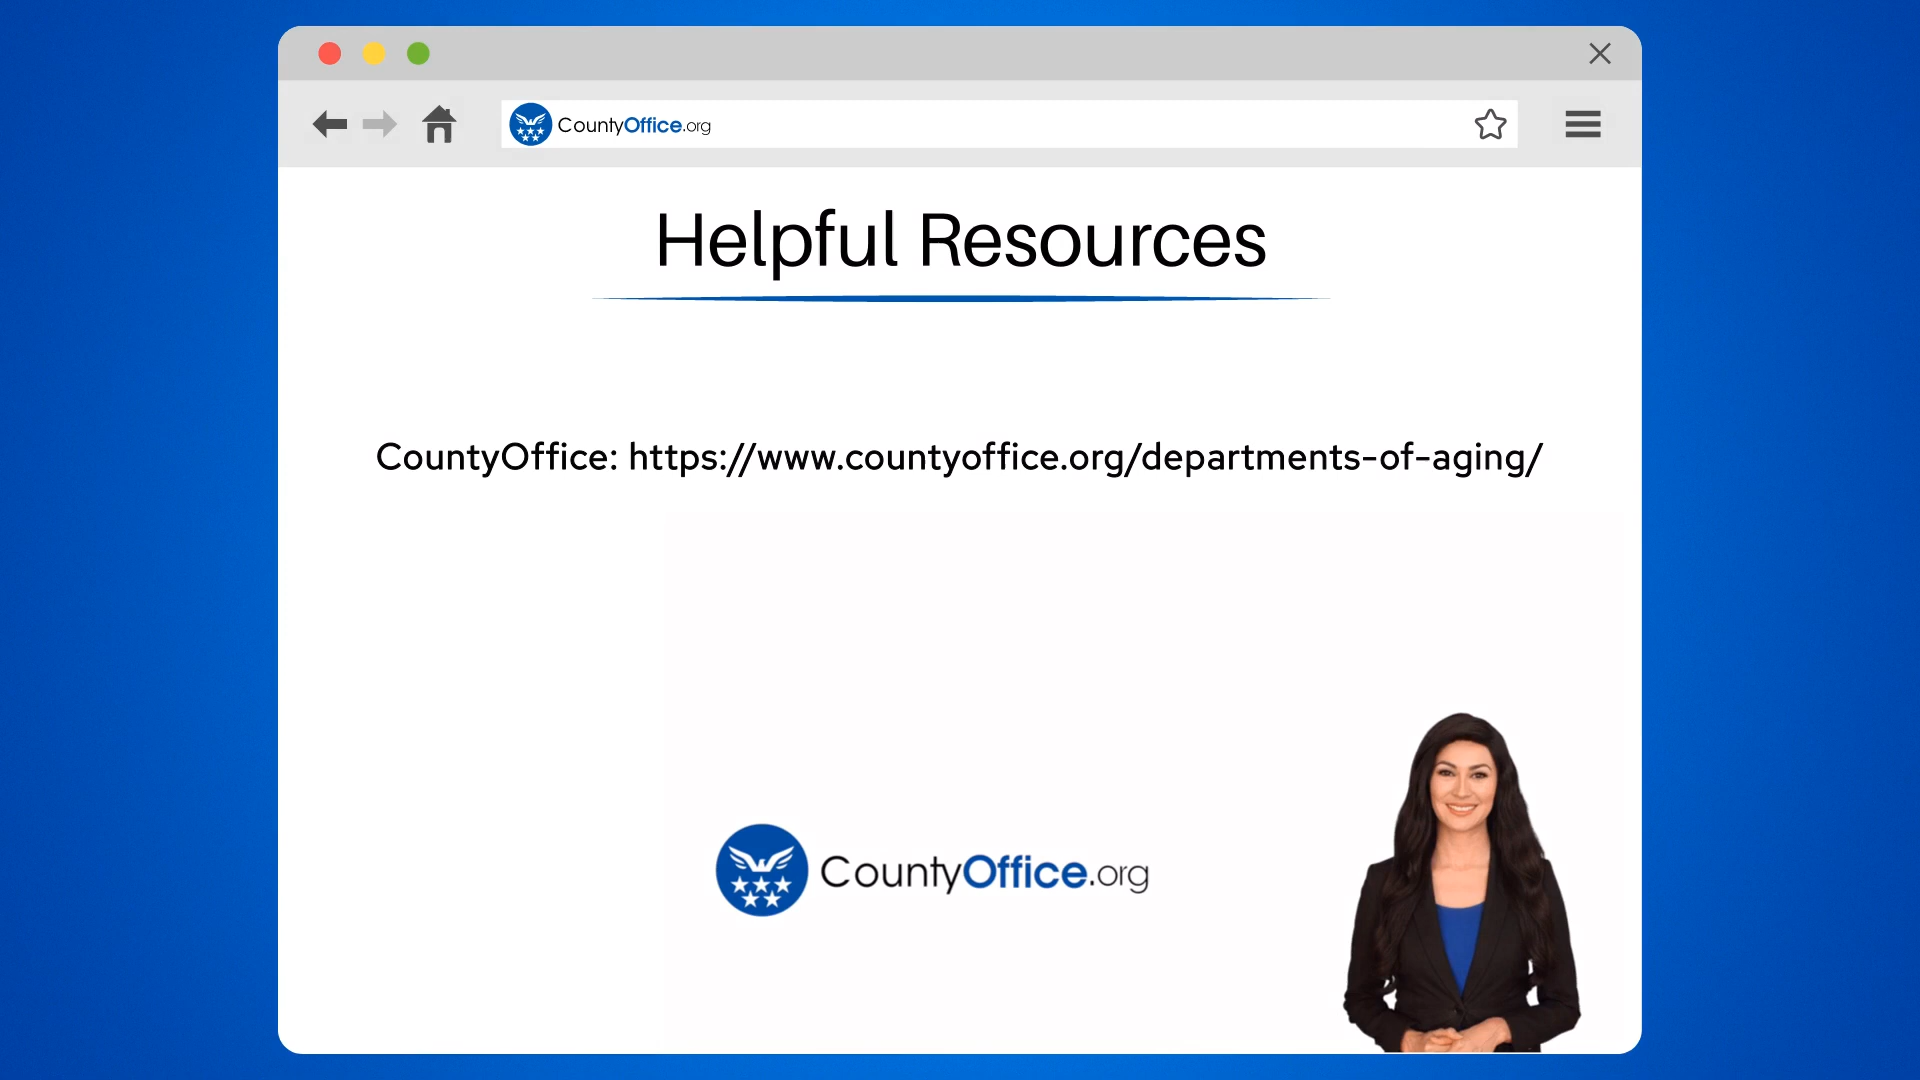 CountyOffice.org
Helpful Resources
CountyOffice: https://www.countyoffice.org/departments-of-aging/
CountyOffice.org